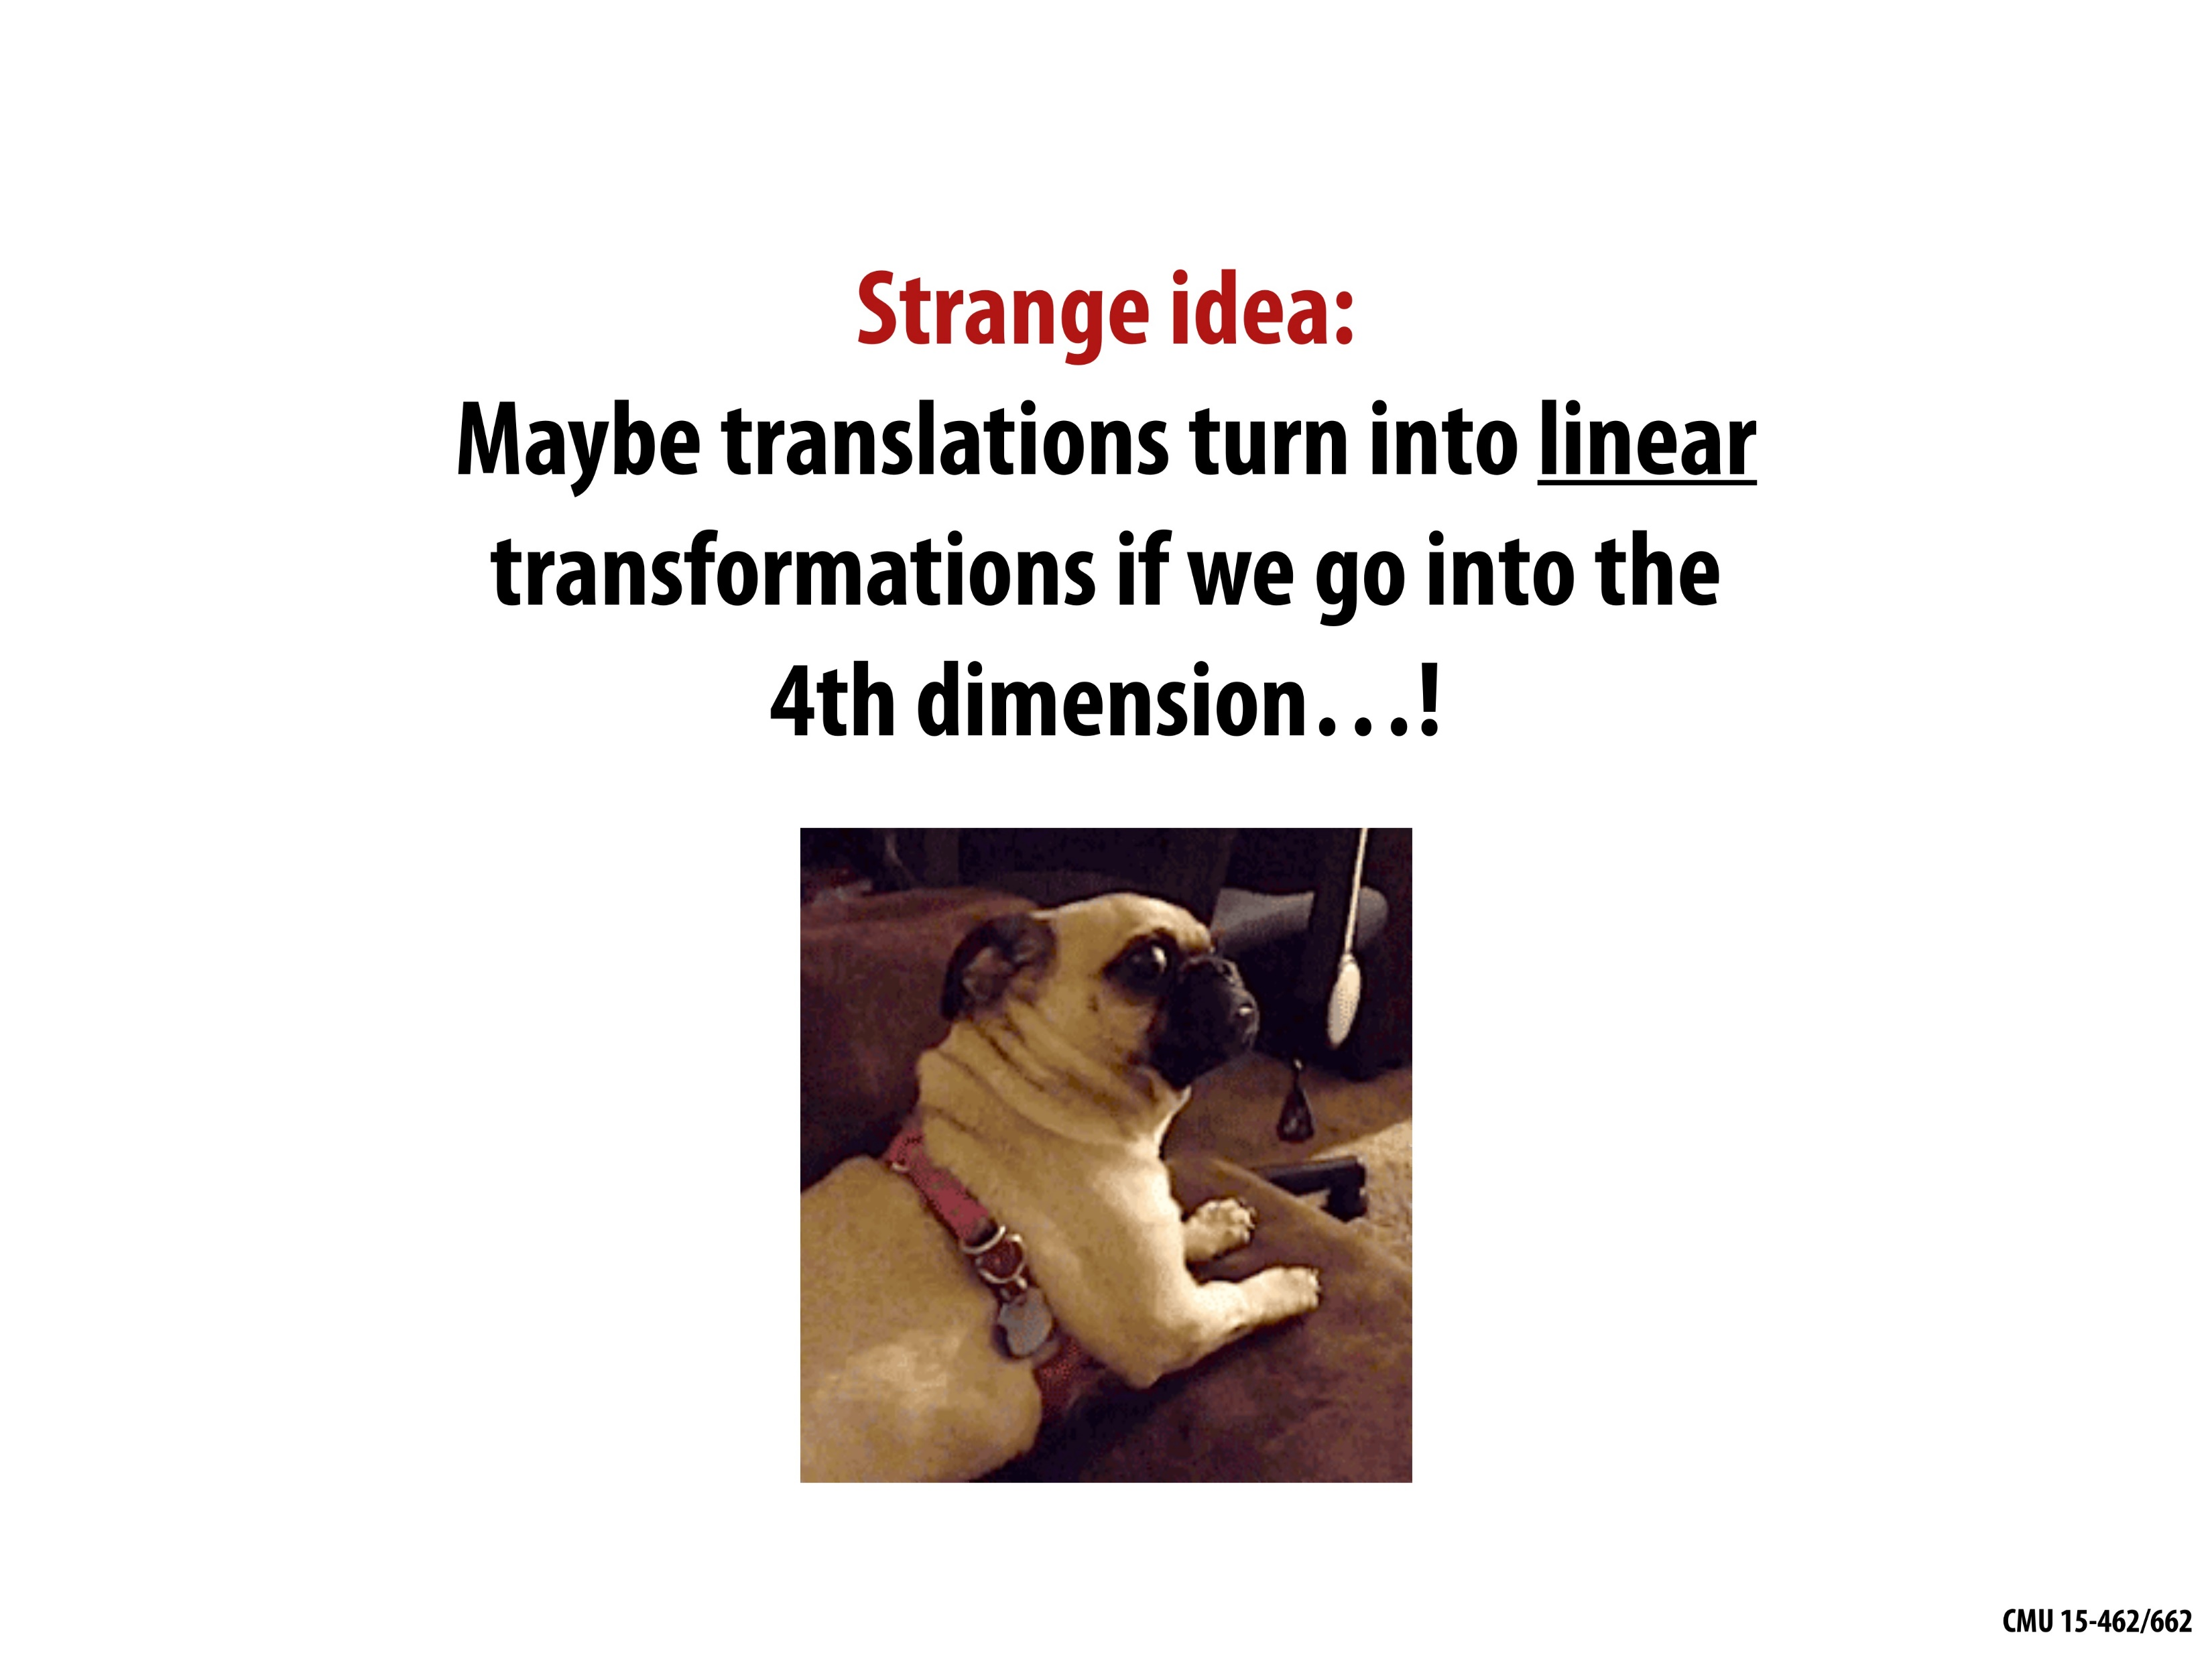 Strange idea:
Maybe translations turn into linear
transformations if we go into the
4th dimension…!
CMU 15-462/662